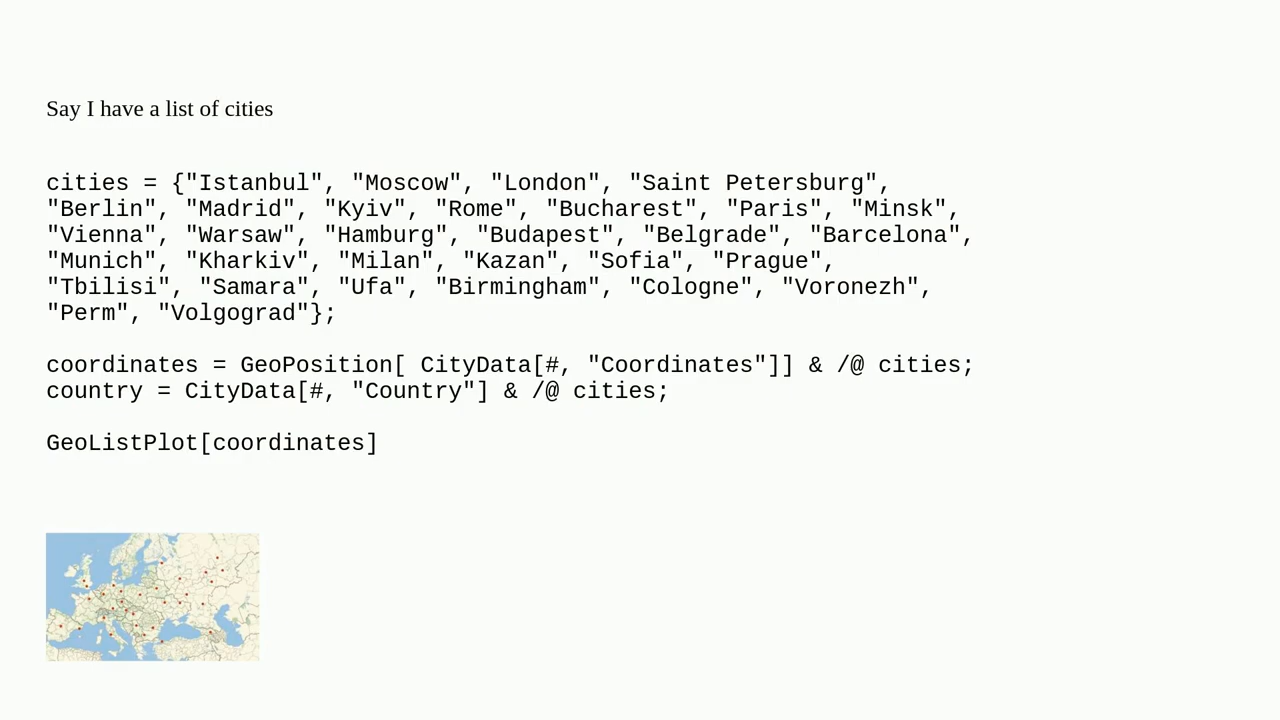 Say I have a list of cities
cities = {"Istanbul", "Moscow", "London", "Saint Petersburg",
"Berlin", "Madrid", "Kyiv", "Rome", "Bucharest", "Paris", "Minsk",
"Vienna", "Warsaw", "Hamburg", "Budapest", "Belgrade", "Barcelona",
"Munich", "Kharkiv", "Milan", "Kazan", "Sofia", "Prague",
"Tbilisi", "Samara", "Ufa", "Birmingham", "Cologne", "Voronezh",
"Perm", "Volgograd"};
coordinates = GeoPosition[ CityData[#, "Coordinates"]] & /@ cities;
country = CityData[#, "Country"] & /@ cities;
GeoListPlot[coordinates]